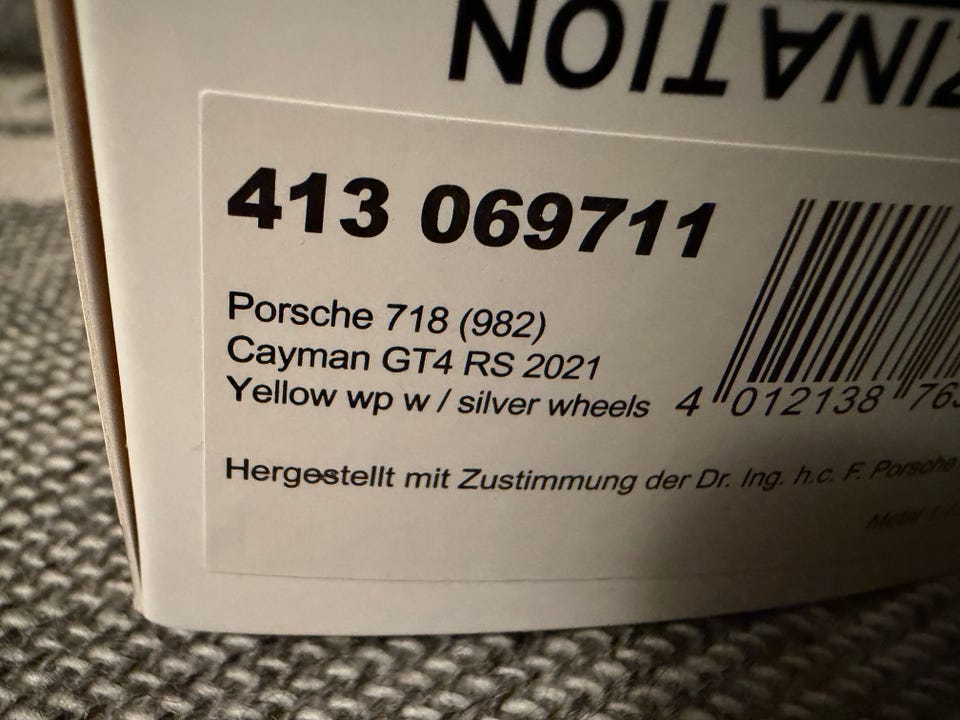 413 069711
Porsche 718 (982)
Cayman GT4 RS 2021
Yellow wp w / silver wheels
4 012138 76
Hergestellt mit Zustimmung der Dr. Ing. h.c. F. Porsche